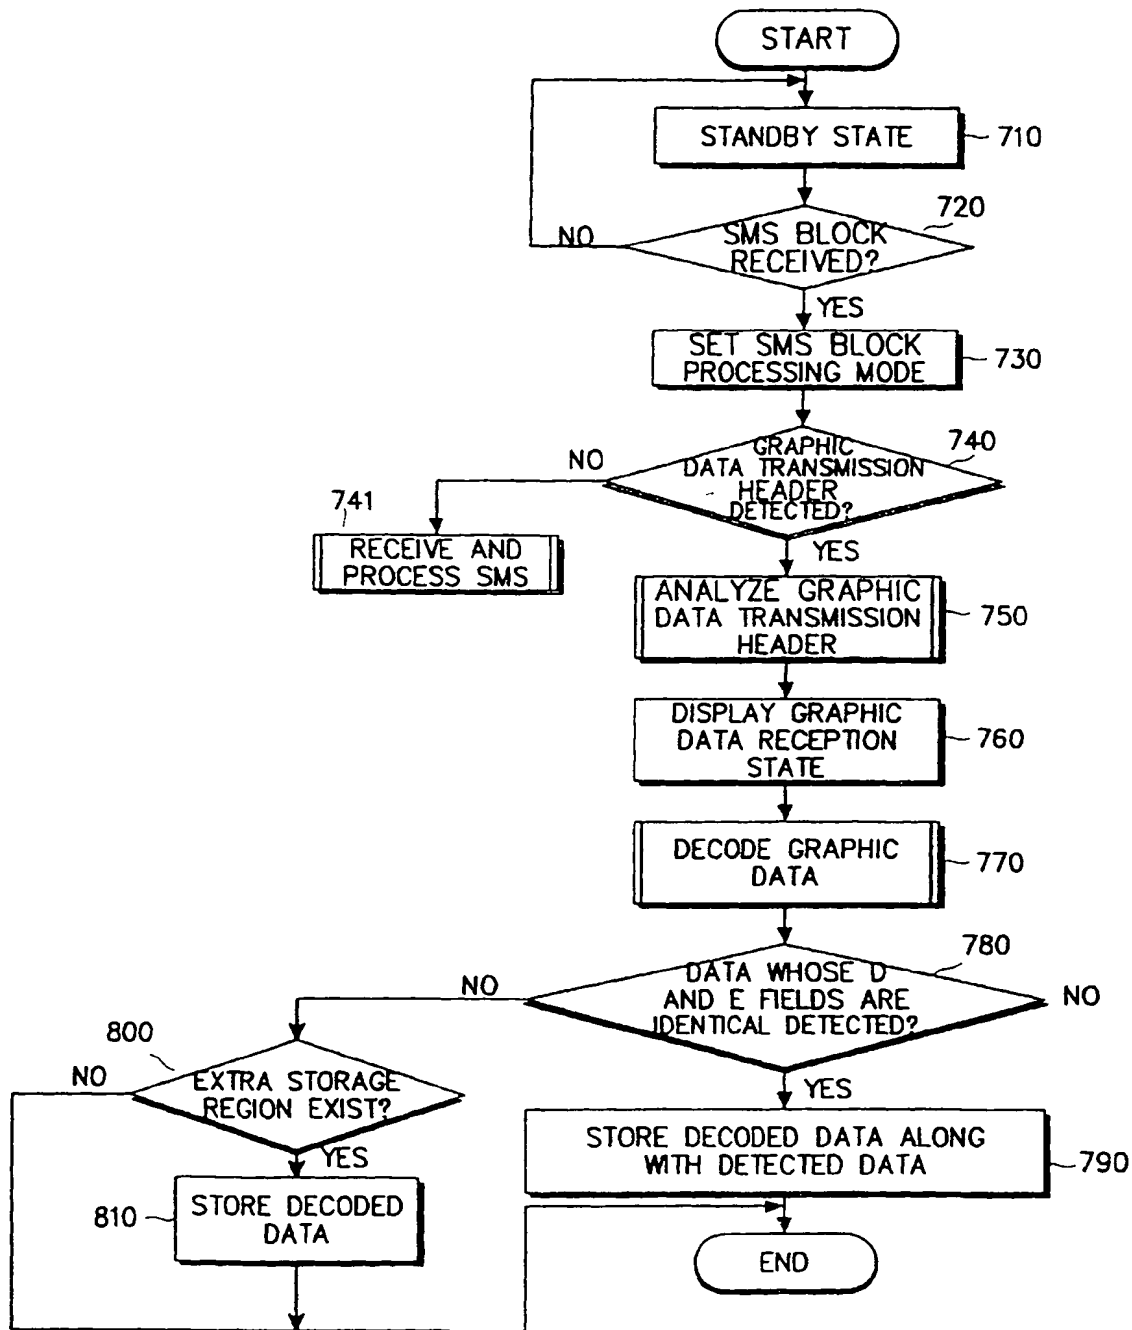 START
STANDBY STATE
710
720
SMS BLOCK
RECEIVED?
NO
YES
SET SMS BLOCK
PROCESSING MODE
730
740
GRAPHIC
DATA TRANSMISSION
HEADER
DETECTED?
NO
741
RECEIVE AND
PROCESS SMS
YES
ANALYZE GRAPHIC
DATA TRANSMISSION
HEADER
750
DISPLAY GRAPHIC
DATA RECEPTION
STATE
760
DECODE GRAPHIC
DATA
770
780
DATA WHOSE D
AND E FIELDS ARE
IDENTICAL DETECTED?
NO
NO
800
EXTRA STORAGE
REGION EXIST?
NO
YES
YES
STORE DECODED DATA ALONG
WITH DETECTED DATA
790
810
STORE DECODED
DATA
END